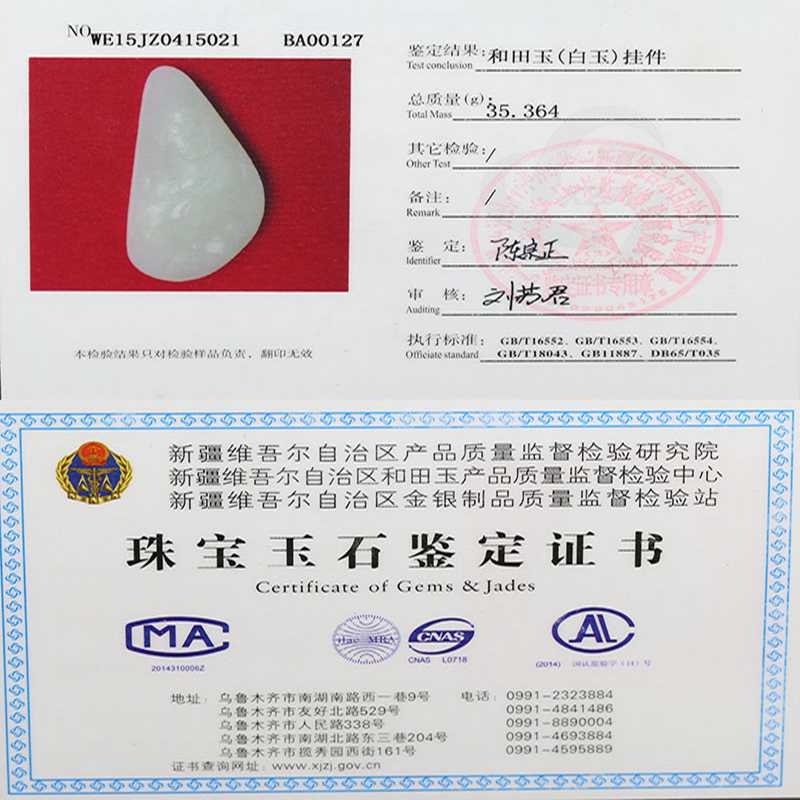 NO WE15JZ0415021 BA00127
鉴定结果: 和田玉(白玉)挂件
Test conclusion
总质量(g): 35.364
Total Mass
其它检验: /
Other Test
备注: /
Remark
鉴 定: 陈宗正
Identifier
审 核:
Auditing
执行标准: GB/T16552、GB/T16553、GB/T16554、
Officiate standard GB/T18043、GB11887、DB65/T035
本检验结果只对检验样品负责，翻印无效
新疆维吾尔自治区产品质量监督检验研究院
新疆维吾尔自治区和田玉产品质量监督检验中心
新疆维吾尔自治区金银制品质量监督检验站
珠宝玉石鉴定证书
Certificate of Gems & Jades
CMA ilac-MRA CNAS CAL
2014310006Z CNAS L0718 (2014) 国认监验字(H)号
地址: 乌鲁木齐市南湖南路西一巷9号 电话: 0991-2323884
乌鲁木齐市友好北路529号 0991-4841486
乌鲁木齐市人民路338号 0991-8890004
乌鲁木齐市南湖北路东三巷204号 0991-4693884
乌鲁木齐市揽秀园西街161号 0991-4595889
证书查询网址: www.xjzj.gov.cn